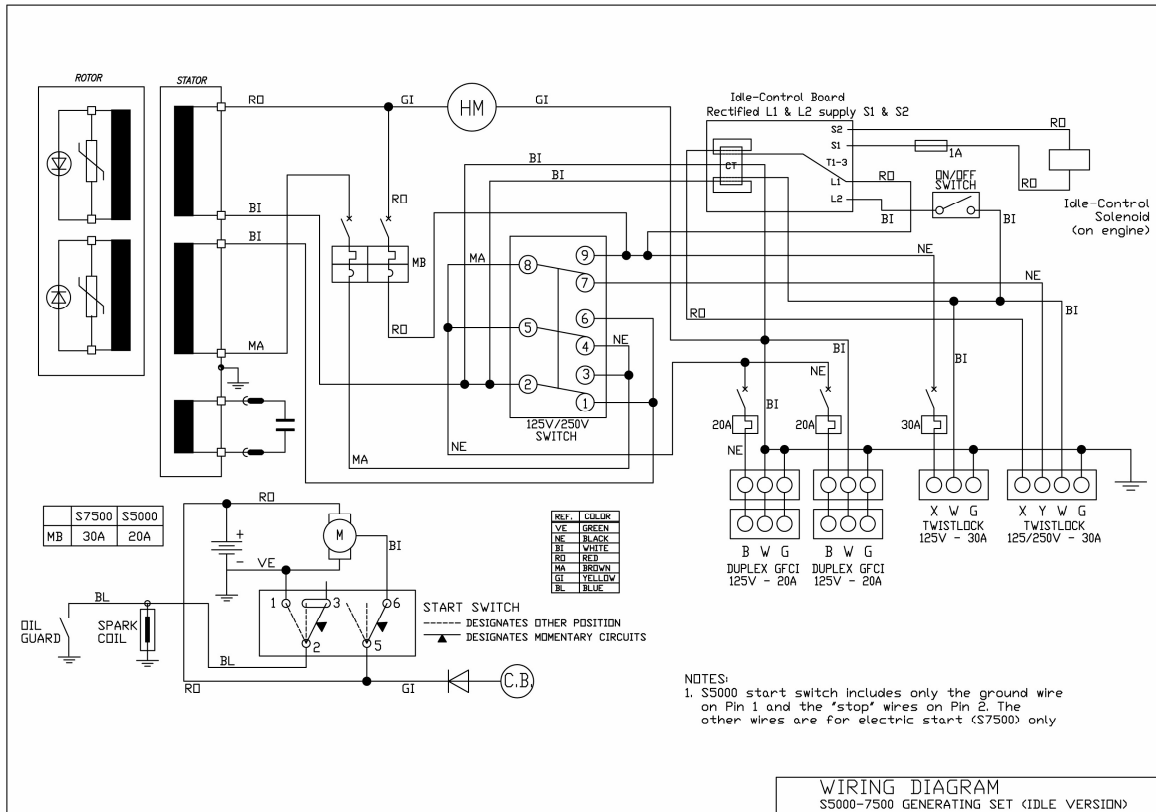 ROTOR
STATOR
RO
GI
HM
GI
Idle-Control Board
Rectified L1 & L2 supply S1 & S2
S2
RO
S1
1A
T1-3
CT
L1
RO
ON/OFF
SWITCH
RO
L2
BI
BI
BI
BI
Idle-Control
Solenoid
(on engine)
RO
BI
BI
MB
MA
8
9
NE
7
NE
RO
RO
BI
6
5
4
NE
MA
BI
BI
3
NE
2
1
BI
20A
20A
30A
125V/250V
SWITCH
NE
NE
MA
X W G
TWISTLOCK
125V - 30A
X Y W G
TWISTLOCK
125/250V - 30A
B W G
DUPLEX GFCI
125V - 20A
B W G
DUPLEX GFCI
125V - 20A
S7500 S5000
MB 30A 20A
RO
+
-
M
BI
VE
REF. COLOR
VE GREEN
NE BLACK
BI WHITE
RO RED
MA BROWN
GI YELLOW
BL BLUE
BL
OIL
GUARD
SPARK
COIL
1
3
6
2
5
START SWITCH
DESIGNATES OTHER POSITION
DESIGNATES MOMENTARY CIRCUITS
BL
RO
GI
C.B.
NOTES:
1. S5000 start switch includes only the ground wire
on Pin 1 and the "stop" wires on Pin 2. The
other wires are for electric start (S7500) only
WIRING DIAGRAM
S5000-7500 GENERATING SET (IDLE VERSION)